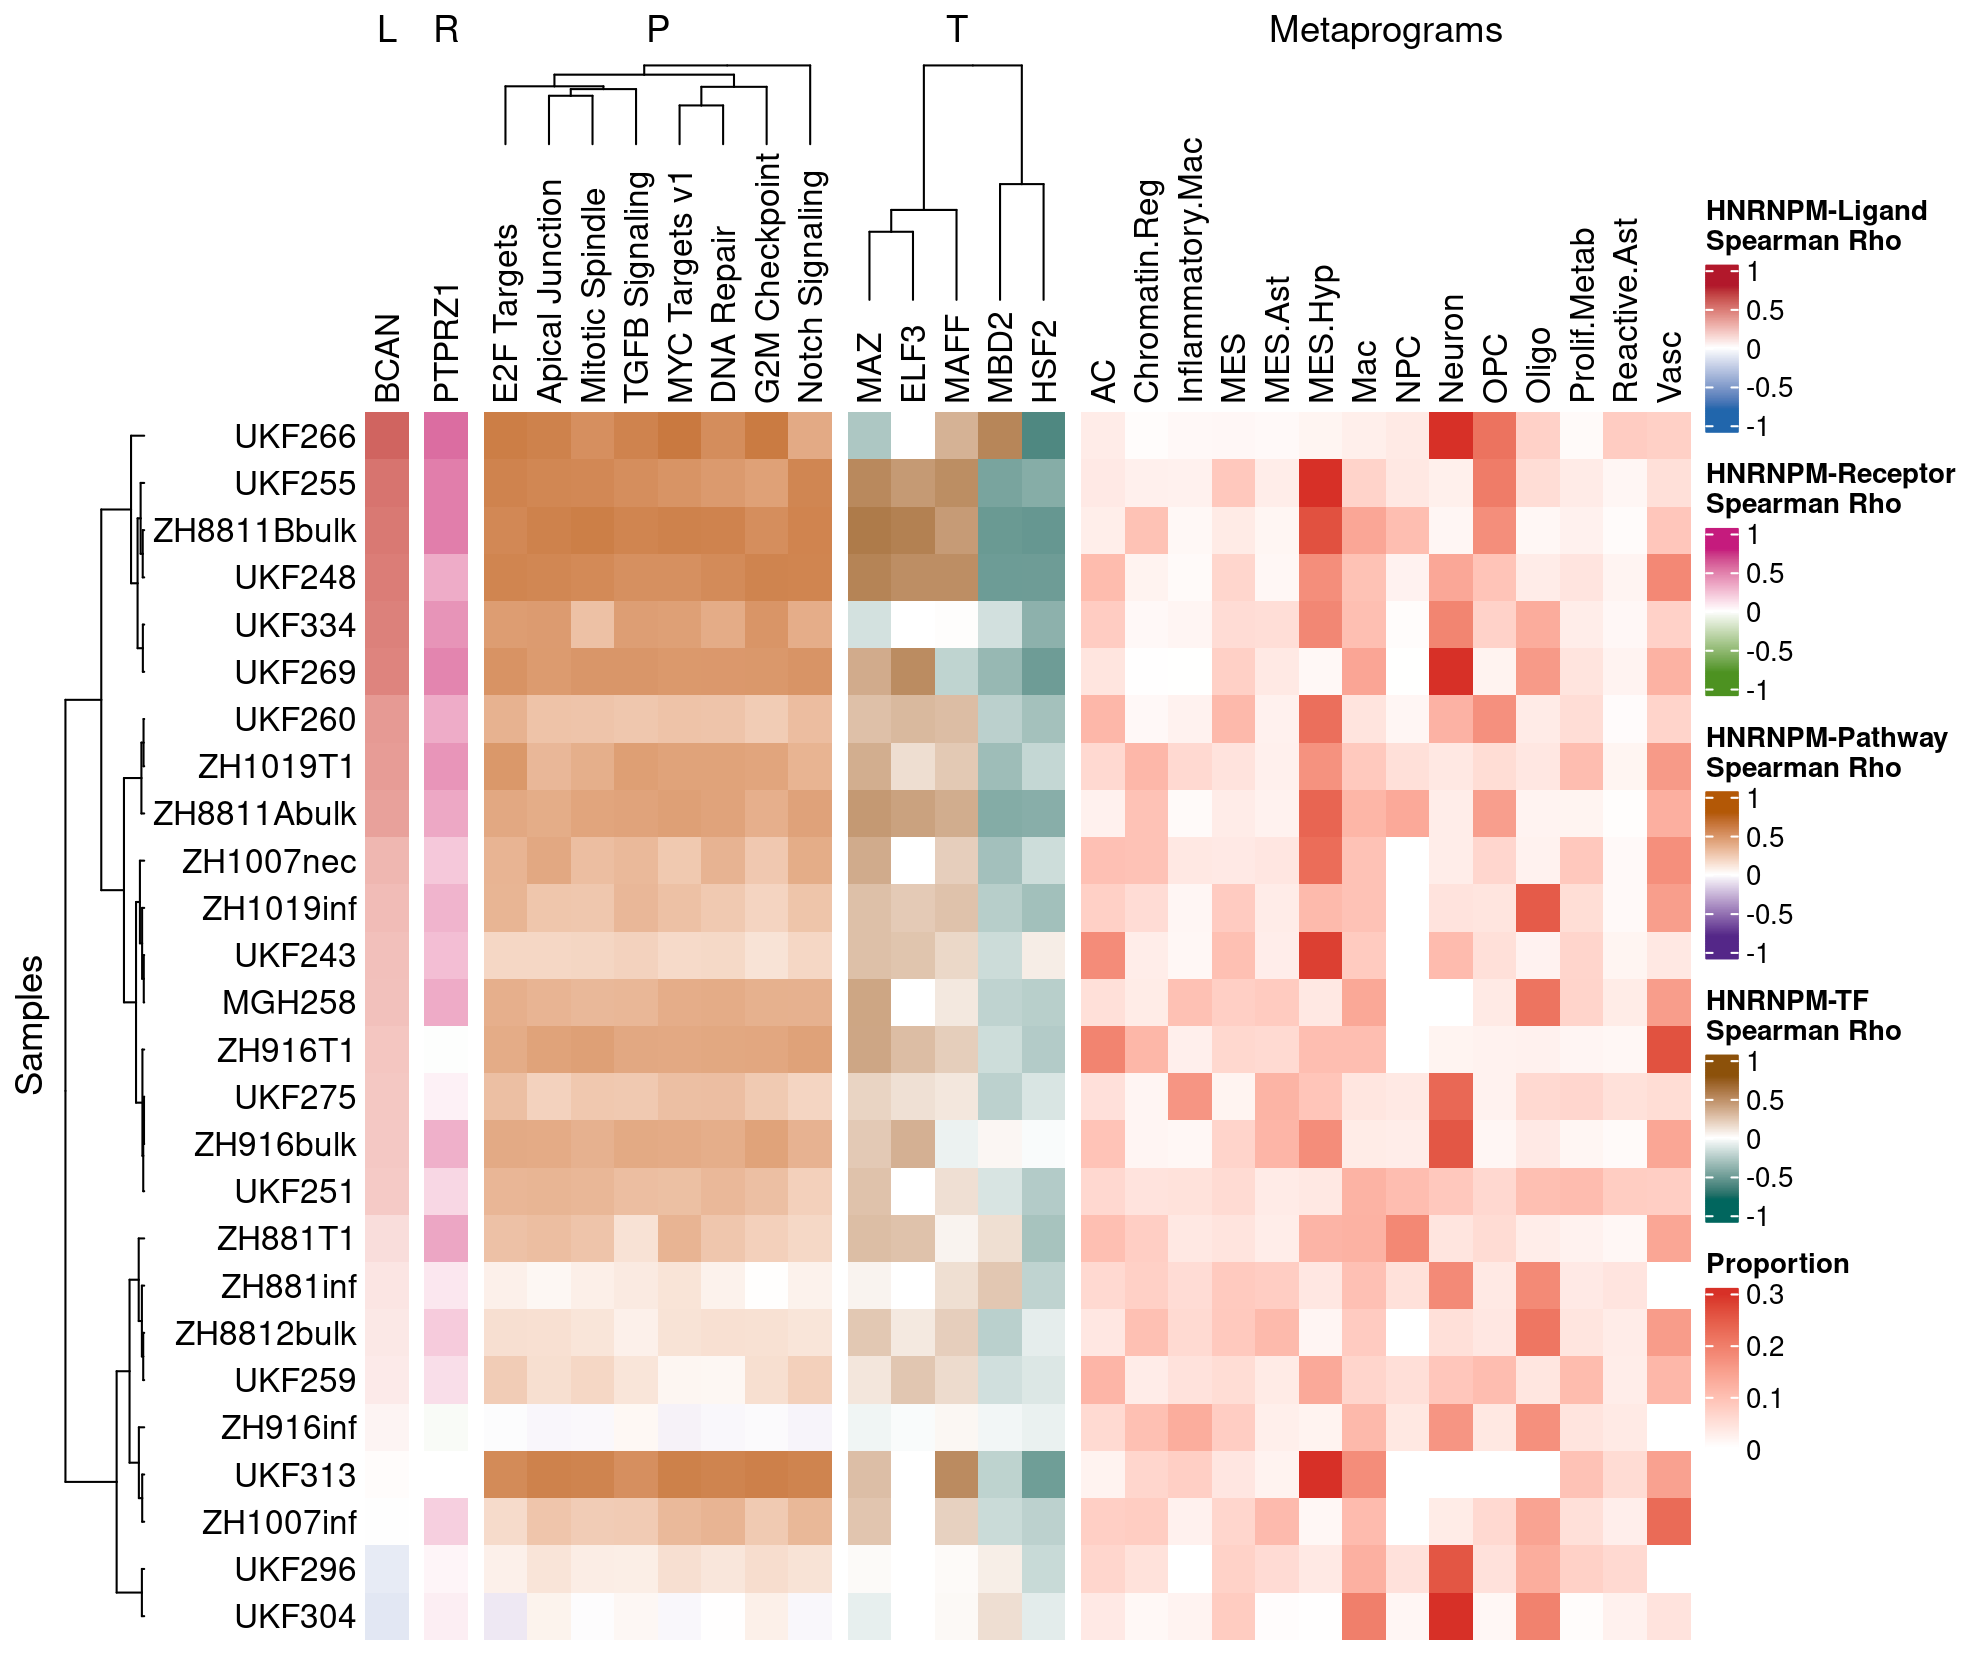 L
R
P
T
Metaprograms
BCAN
PTPRZ1
E2F Targets
Apical Junction
Mitotic Spindle
TGFB Signaling
MYC Targets v1
DNA Repair
G2M Checkpoint
Notch Signaling
MAZ
ELF3
MAFF
MBD2
HSF2
AC
Chromatin.Reg
Inflammatory.Mac
MES
MES.Ast
MES.Hyp
Mac
NPC
Neuron
OPC
Oligo
Prolif.Metab
Reactive.Ast
Vasc
Samples
UKF266
UKF255
ZH8811Bbulk
UKF248
UKF334
UKF269
UKF260
ZH1019T1
ZH8811Abulk
ZH1007nec
ZH1019inf
UKF243
MGH258
ZH916T1
UKF275
ZH916bulk
UKF251
ZH881T1
ZH881inf
ZH8812bulk
UKF259
ZH916inf
UKF313
ZH1007inf
UKF296
UKF304
HNRNPM-Ligand
Spearman Rho
1
0.5
0
-0.5
-1
HNRNPM-Receptor
Spearman Rho
1
0.5
0
-0.5
-1
HNRNPM-Pathway
Spearman Rho
1
0.5
0
-0.5
-1
HNRNPM-TF
Spearman Rho
1
0.5
0
-0.5
-1
Proportion
0.3
0.2
0.1
0